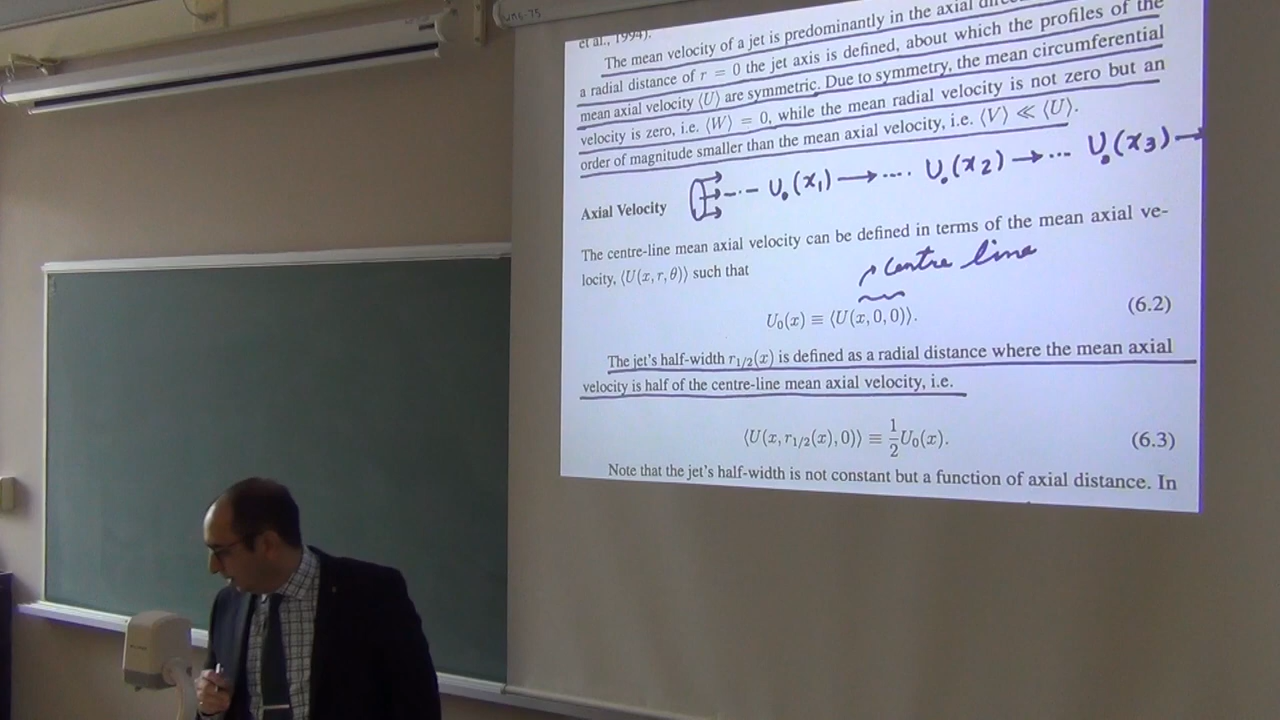 et al., 1994).
The mean velocity of a jet is predominantly in the axial
a radial distance of r = 0 the jet axis is defined, about which the profiles of the
mean axial velocity ⟨U⟩ are symmetric. Due to symmetry, the mean circumferential
velocity is zero, i.e. ⟨W⟩ = 0, while the mean radial velocity is not zero but an
order of magnitude smaller than the mean axial velocity, i.e. ⟨V⟩ ≪ ⟨U⟩.
U₀(x₁) → .... U₀(x₂) → ... U₀(x₃) →
Axial Velocity
The centre-line mean axial velocity can be defined in terms of the mean axial ve-
locity, ⟨U(x, r, θ)⟩ such that
centre line
U₀(x) ≡ ⟨U(x, 0, 0)⟩. (6.2)
The jet's half-width r₁/₂(x) is defined as a radial distance where the mean axial
velocity is half of the centre-line mean axial velocity, i.e.
⟨U(x, r₁/₂(x), 0)⟩ ≡ 1/2 U₀(x). (6.3)
Note that the jet's half-width is not constant but a function of axial distance. In